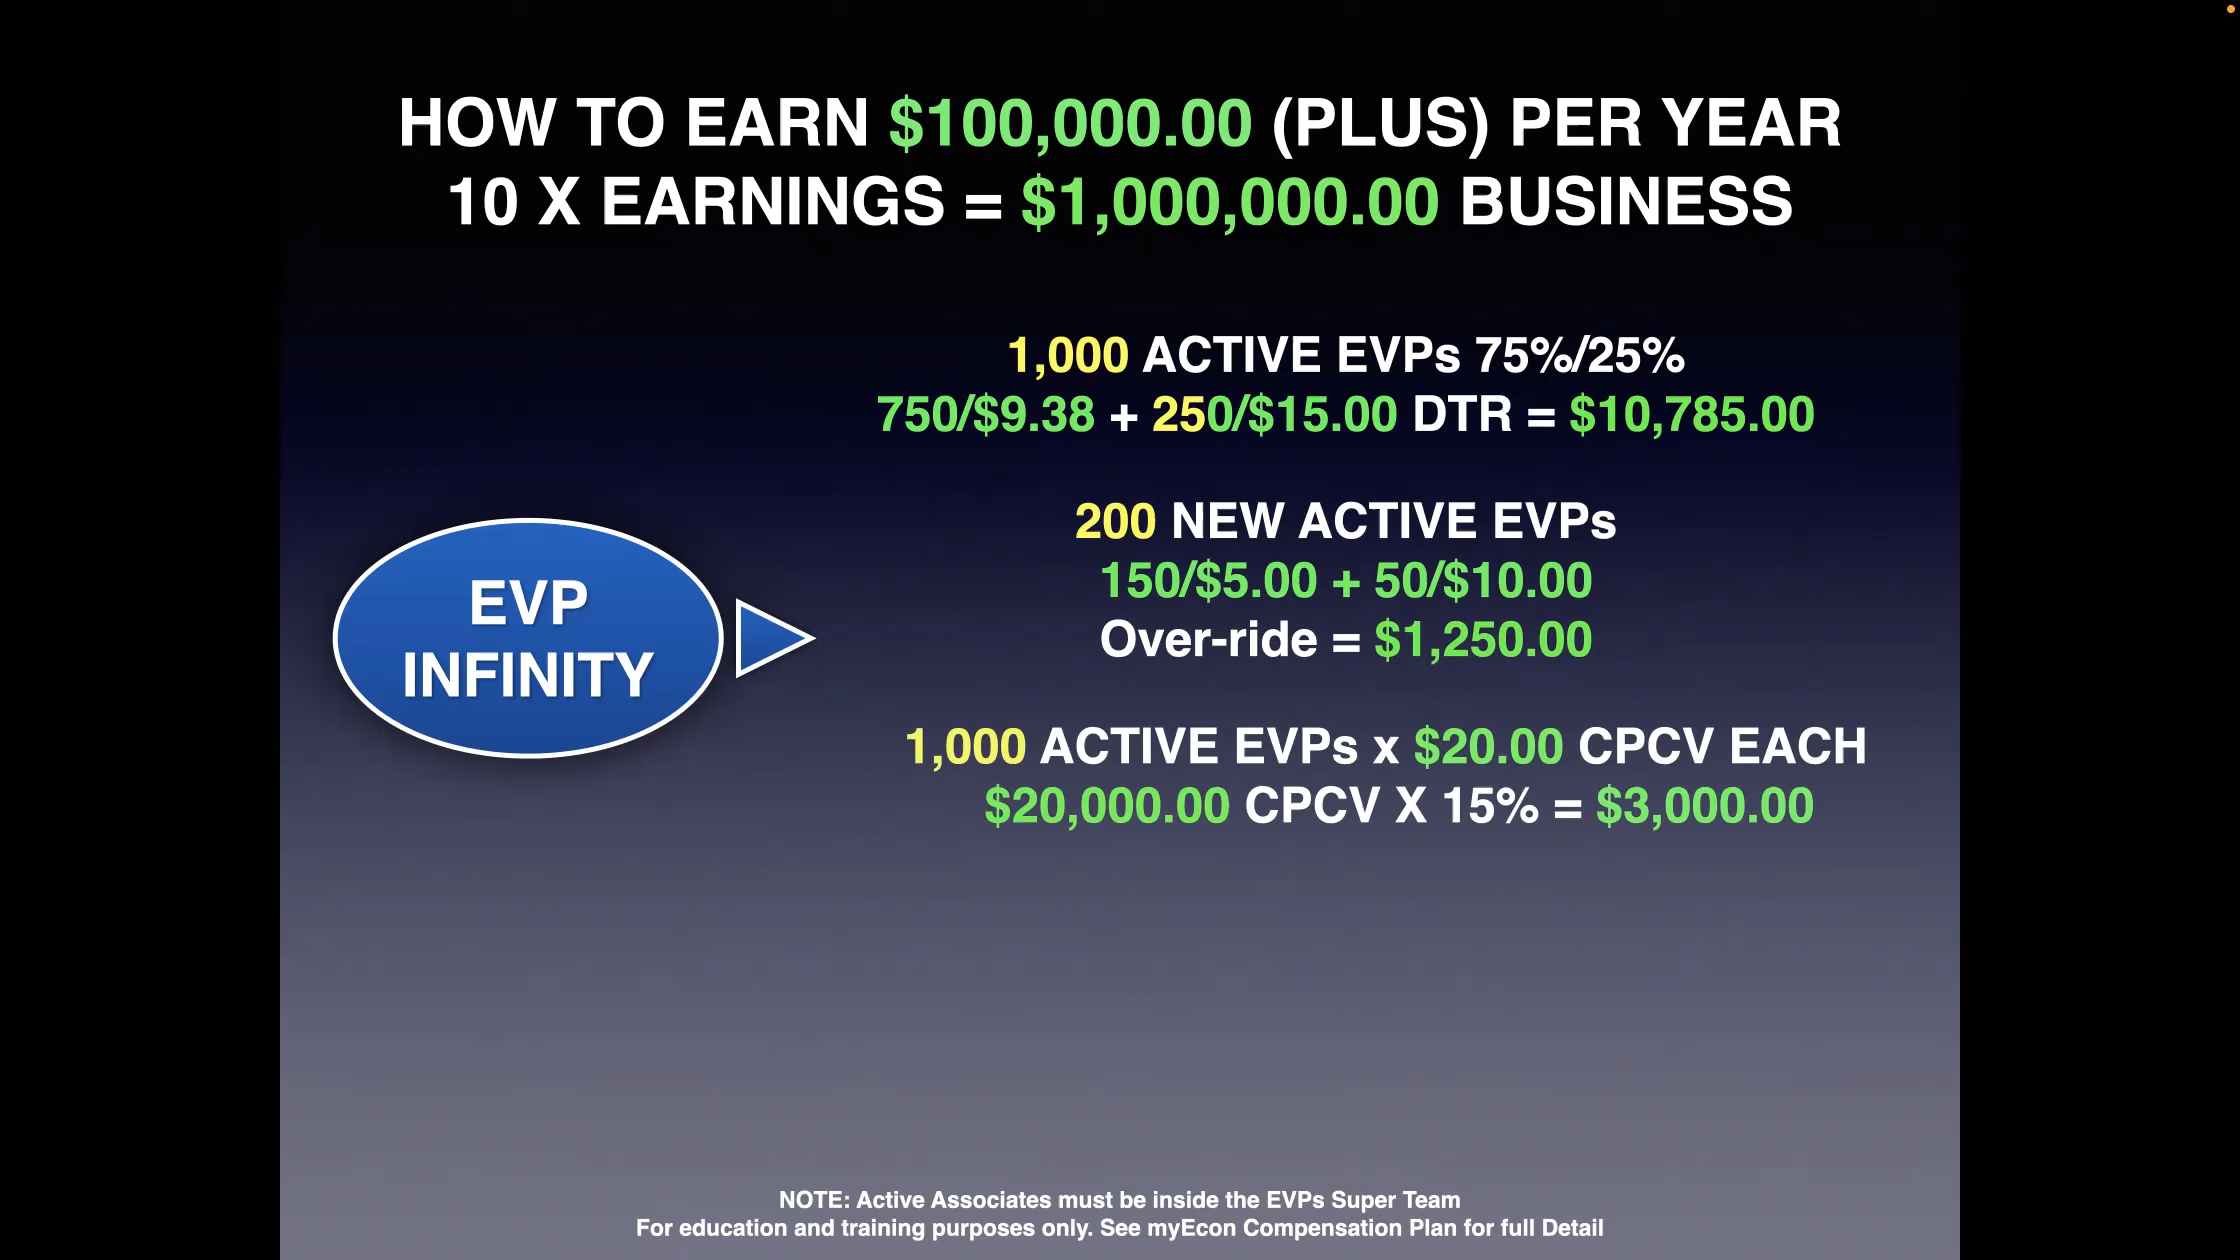 HOW TO EARN $100,000.00 (PLUS) PER YEAR
10 X EARNINGS = $1,000,000.00 BUSINESS
1,000 ACTIVE EVPs 75%/25%
750/$9.38 + 250/$15.00 DTR = $10,785.00
200 NEW ACTIVE EVPs
150/$5.00 + 50/$10.00
Over-ride = $1,250.00
EVP
INFINITY
1,000 ACTIVE EVPs x $20.00 CPCV EACH
$20,000.00 CPCV X 15% = $3,000.00
NOTE: Active Associates must be inside the EVPs Super Team
For education and training purposes only. See myEcon Compensation Plan for full Detail